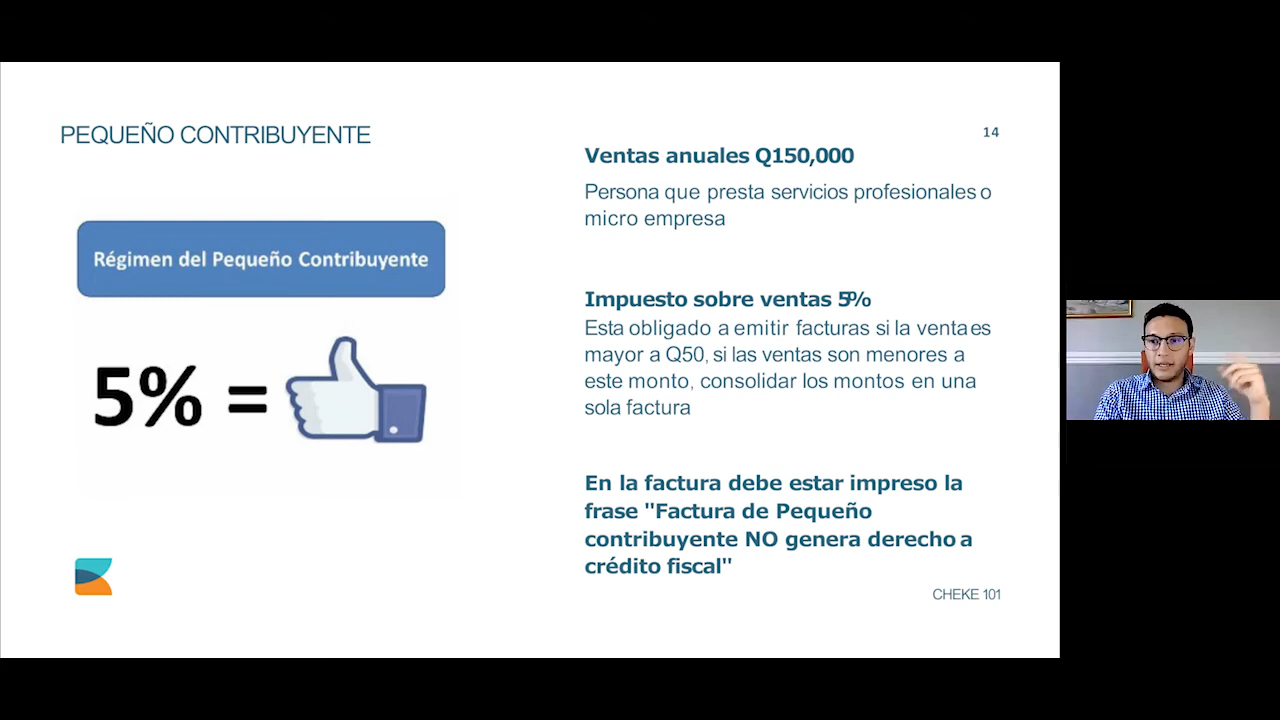 PEQUEÑO CONTRIBUYENTE
14
Régimen del Pequeño Contribuyente
5% =
Ventas anuales Q150,000
Persona que presta servicios profesionales o
micro empresa
Impuesto sobre ventas 5%
Esta obligado a emitir facturas si la venta es
mayor a Q50, si las ventas son menores a
este monto, consolidar los montos en una
sola factura
En la factura debe estar impreso la
frase "Factura de Pequeño
contribuyente NO genera derecho a
crédito fiscal"
CHEKE 101